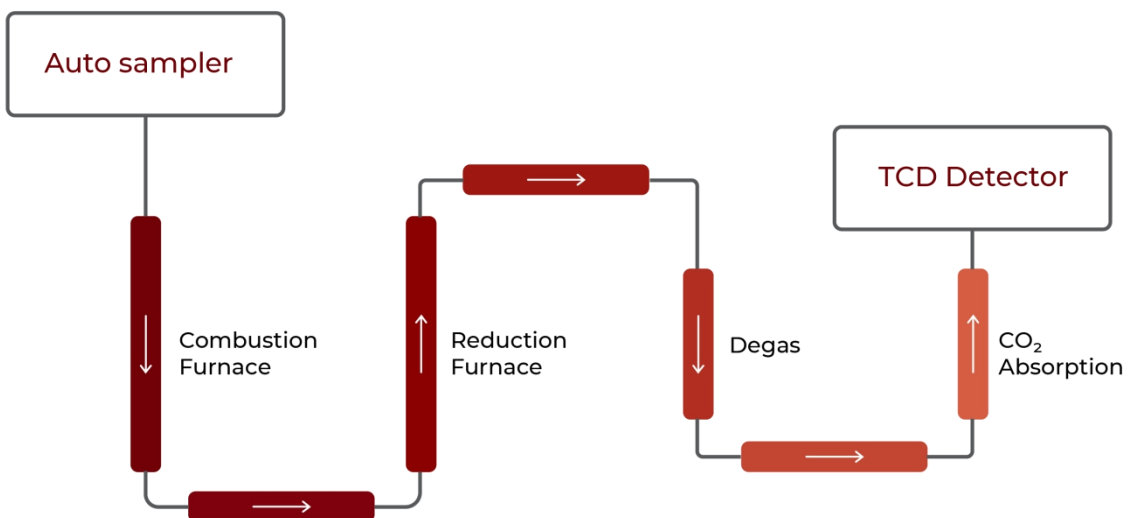 Auto sampler
TCD Detector
Combustion
Furnace
Reduction
Furnace
Degas
CO₂
Absorption